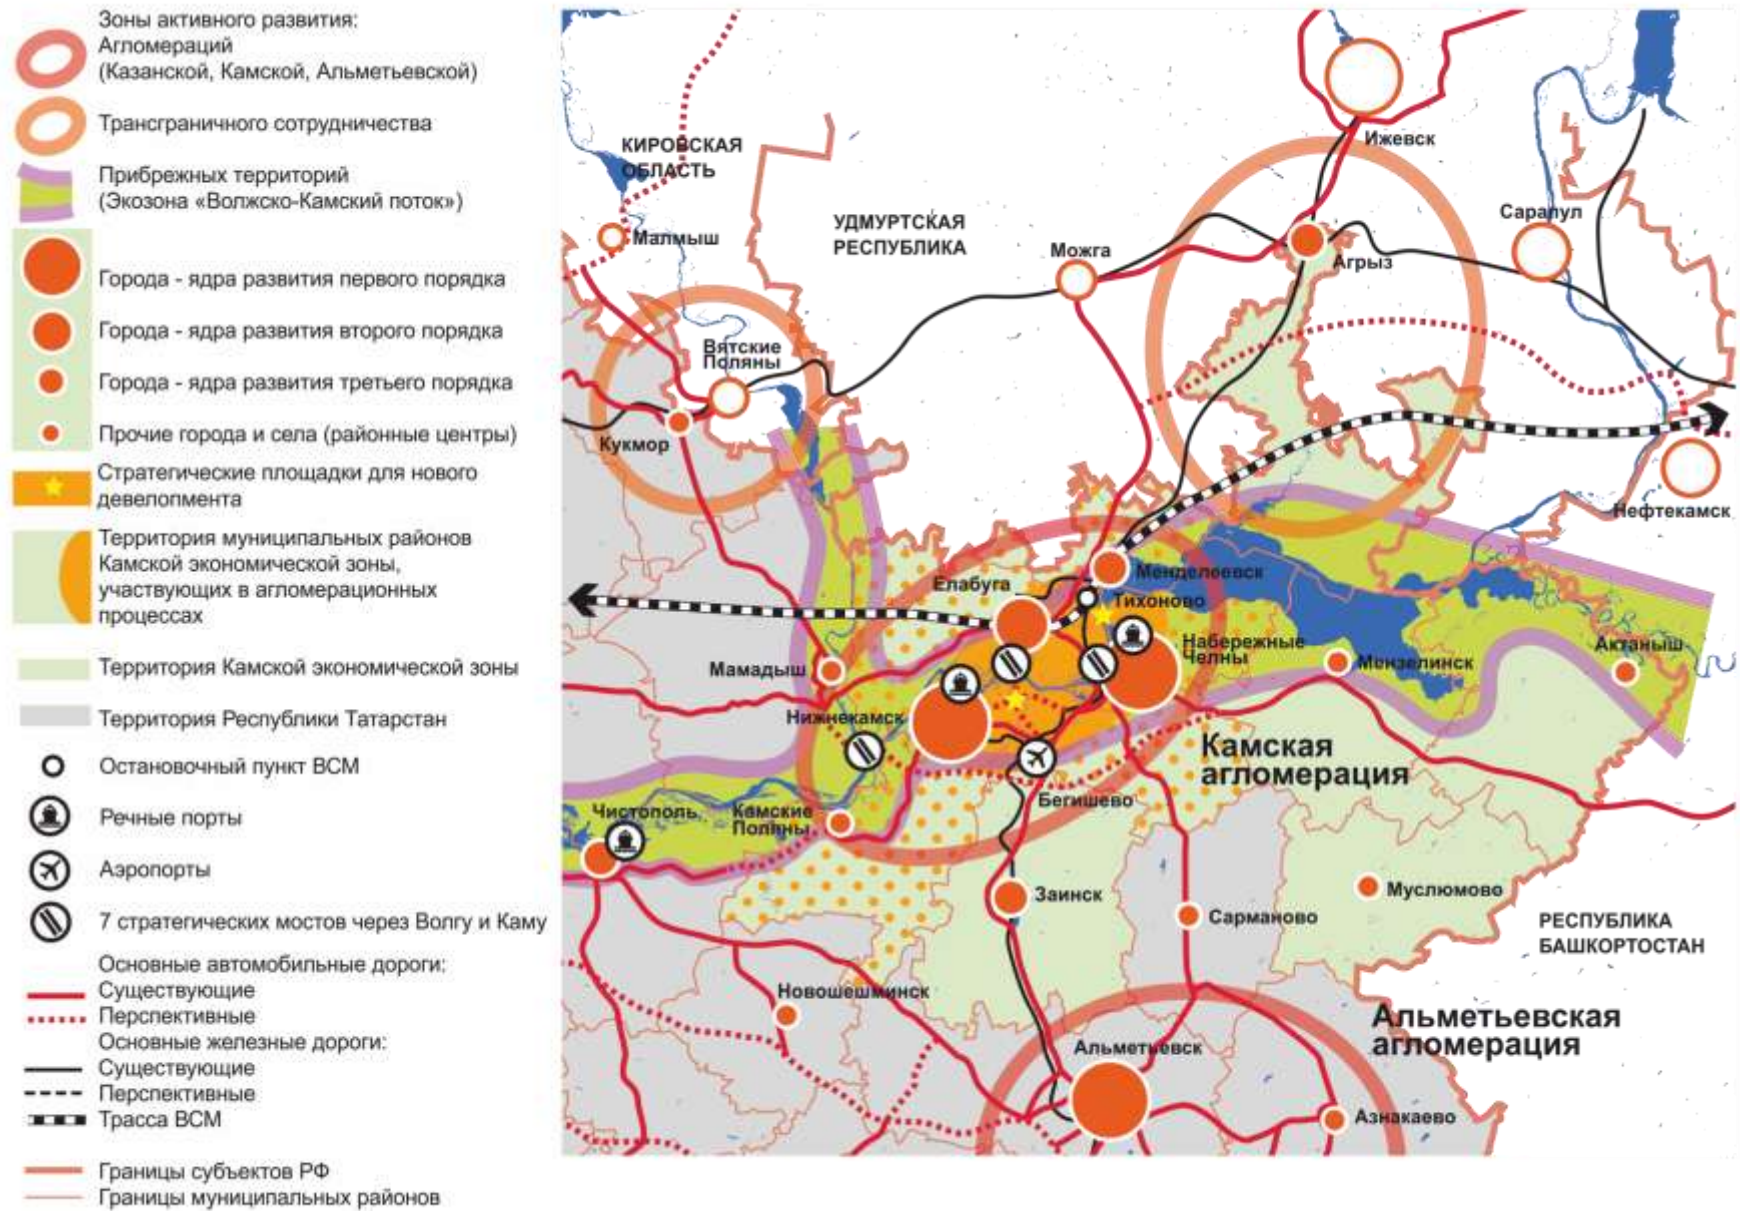 Зоны активного развития:
Агломераций
(Казанской, Камской, Альметьевской)
Трансграничного сотрудничества
Прибрежных территорий
(Экозона «Волжско-Камский поток»)
Города - ядра развития первого порядка
Города - ядра развития второго порядка
Города - ядра развития третьего порядка
Прочие города и села (районные центры)
Стратегические площадки для нового
девелопмента
Территория муниципальных районов
Камской экономической зоны,
участвующих в агломерационных
процессах
Территория Камской экономической зоны
Территория Республики Татарстан
Остановочный пункт ВСМ
Речные порты
Аэропорты
7 стратегических мостов через Волгу и Каму
Основные автомобильные дороги:
Существующие
Перспективные
Основные железные дороги:
Существующие
Перспективные
Трасса ВСМ
Границы субъектов РФ
Границы муниципальных районов
КИРОВСКАЯ
ОБЛАСТЬ
Ижевск
УДМУРТСКАЯ
РЕСПУБЛИКА
Сарапул
Малмыш
Можга
Агрыз
Вятские
Поляны
Кукмор
Нефтекамск
Менделеевск
Елабуга
Тихоново
Набережные
Челны
Актаныш
Мамадыш
Мензелинск
Нижнекамск
Камская
агломерация
Чистополь
Камские
Поляны
Бегишево
Заинск
Муслюмово
Сарманово
РЕСПУБЛИКА
БАШКОРТОСТАН
Новошешминск
Альметьевская
агломерация
Альметьевск
Азнакаево